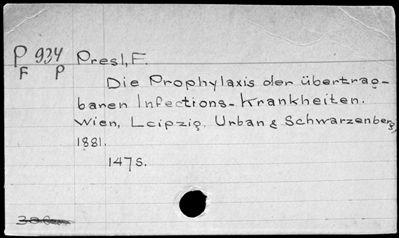 P 934 Presl, F.
F P
Die Prophylaxis der übertrag-
baren Infections-Krankheiten.
Wien, Leipzig, Urban & Schwarzenberg,
1881.
147 S.